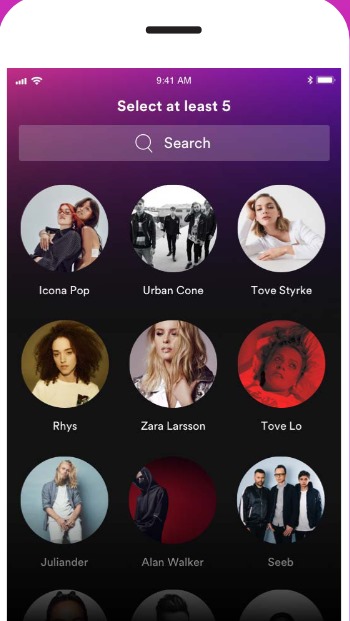 9:41 AM
Select at least 5
Search
Icona Pop
Urban Cone
Tove Styrke
Rhys
Zara Larsson
Tove Lo
Juliander
Alan Walker
Seeb